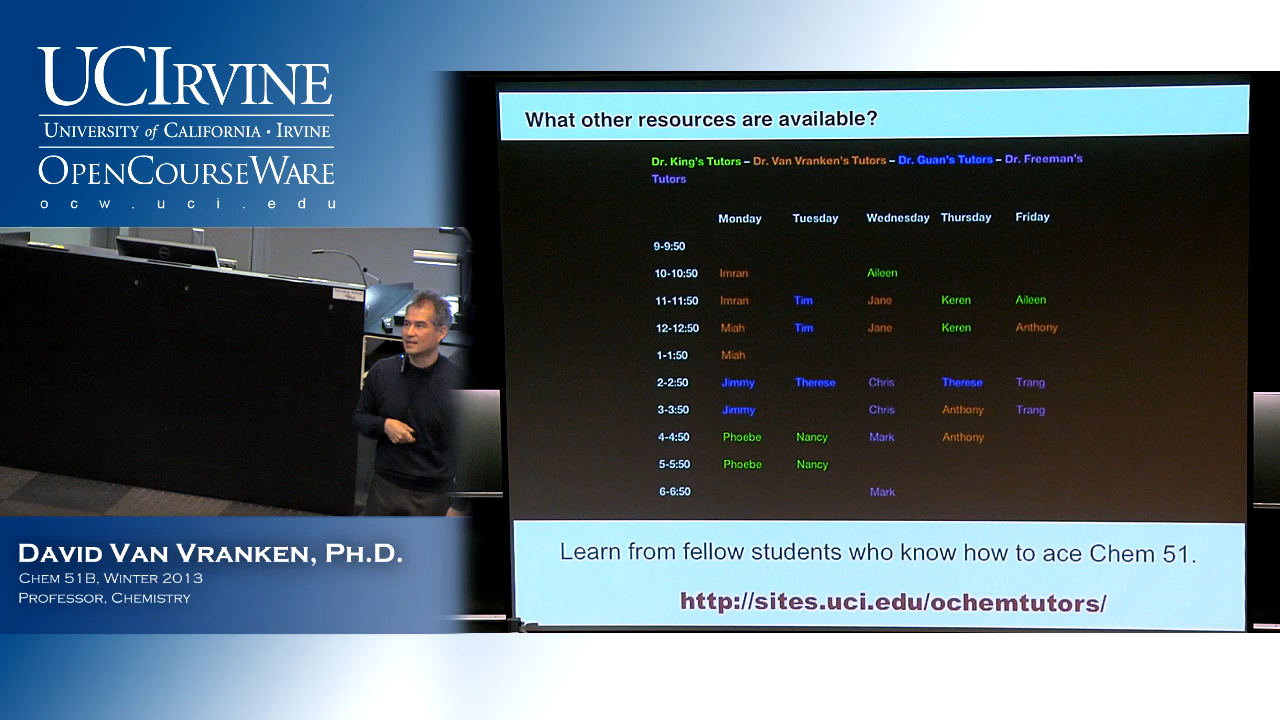 UCIRVINE
UNIVERSITY of CALIFORNIA · IRVINE
OPENCOURSEWARE
ocw.uci.edu
DAVID VAN VRANKEN, PH.D.
CHEM 51B, WINTER 2013
PROFESSOR, CHEMISTRY
What other resources are available?
Dr. King's Tutors – Dr. Van Vranken's Tutors – Dr. Guan's Tutors – Dr. Freeman's
Tutors
Monday Tuesday Wednesday Thursday Friday
9-9:50
10-10:50 Imran Aileen
11-11:50 Imran Tim Jane Keren Aileen
12-12:50 Miah Tim Jane Keren Anthony
1-1:50 Miah
2-2:50 Jimmy Therese Chris Therese Trang
3-3:50 Jimmy Chris Anthony Trang
4-4:50 Phoebe Nancy Mark Anthony
5-5:50 Phoebe Nancy
6-6:50 Mark
Learn from fellow students who know how to ace Chem 51.
http://sites.uci.edu/ochemtutors/